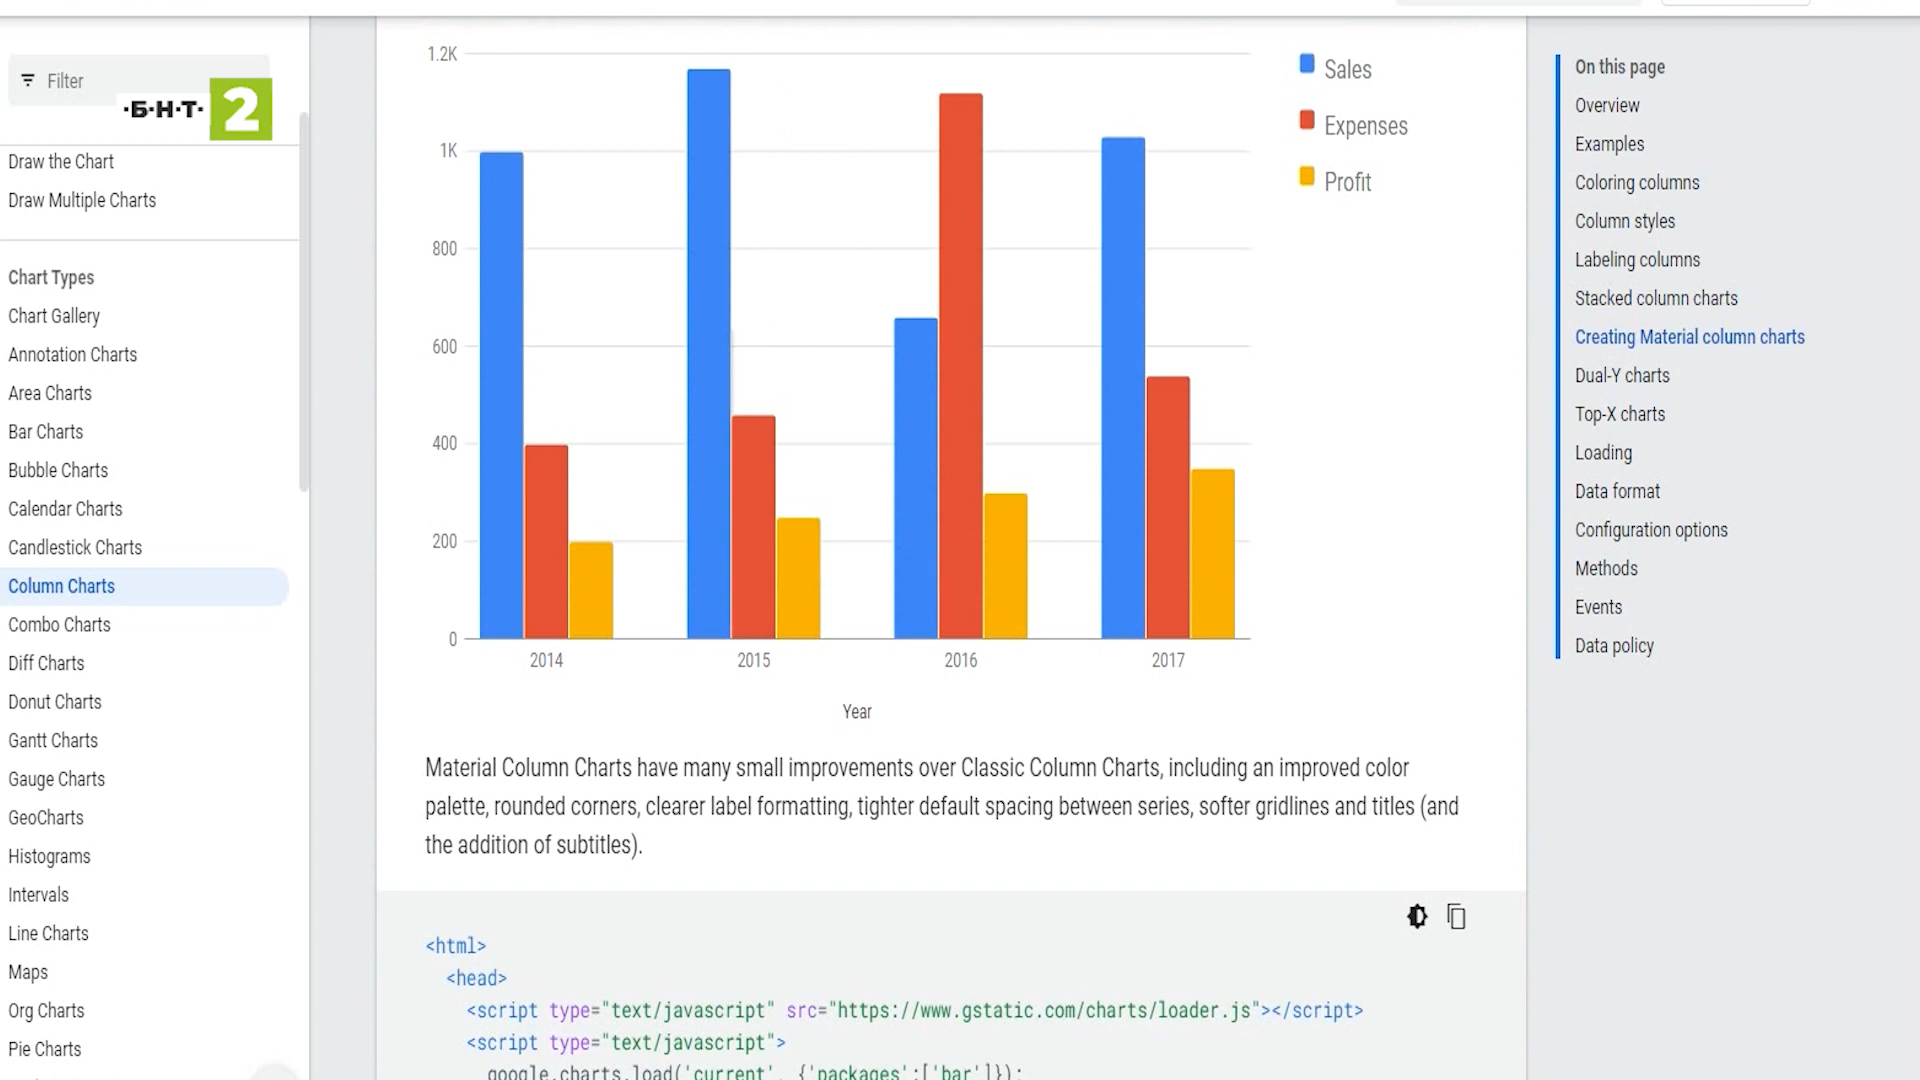 Filter
·Б·Н·Т· 2
Draw the Chart
Draw Multiple Charts
Chart Types
Chart Gallery
Annotation Charts
Area Charts
Bar Charts
Bubble Charts
Calendar Charts
Candlestick Charts
Column Charts
Combo Charts
Diff Charts
Donut Charts
Gantt Charts
Gauge Charts
GeoCharts
Histograms
Intervals
Line Charts
Maps
Org Charts
Pie Charts
1.2K
1K
800
600
400
200
0
2014 2015 2016 2017
Year
Sales
Expenses
Profit
Material Column Charts have many small improvements over Classic Column Charts, including an improved color
palette, rounded corners, clearer label formatting, tighter default spacing between series, softer gridlines and titles (and
the addition of subtitles).
<html>
<head>
<script type="text/javascript" src="https://www.gstatic.com/charts/loader.js"></script>
<script type="text/javascript">
google.charts.load('current', {'packages':['bar']});
On this page
Overview
Examples
Coloring columns
Column styles
Labeling columns
Stacked column charts
Creating Material column charts
Dual-Y charts
Top-X charts
Loading
Data format
Configuration options
Methods
Events
Data policy